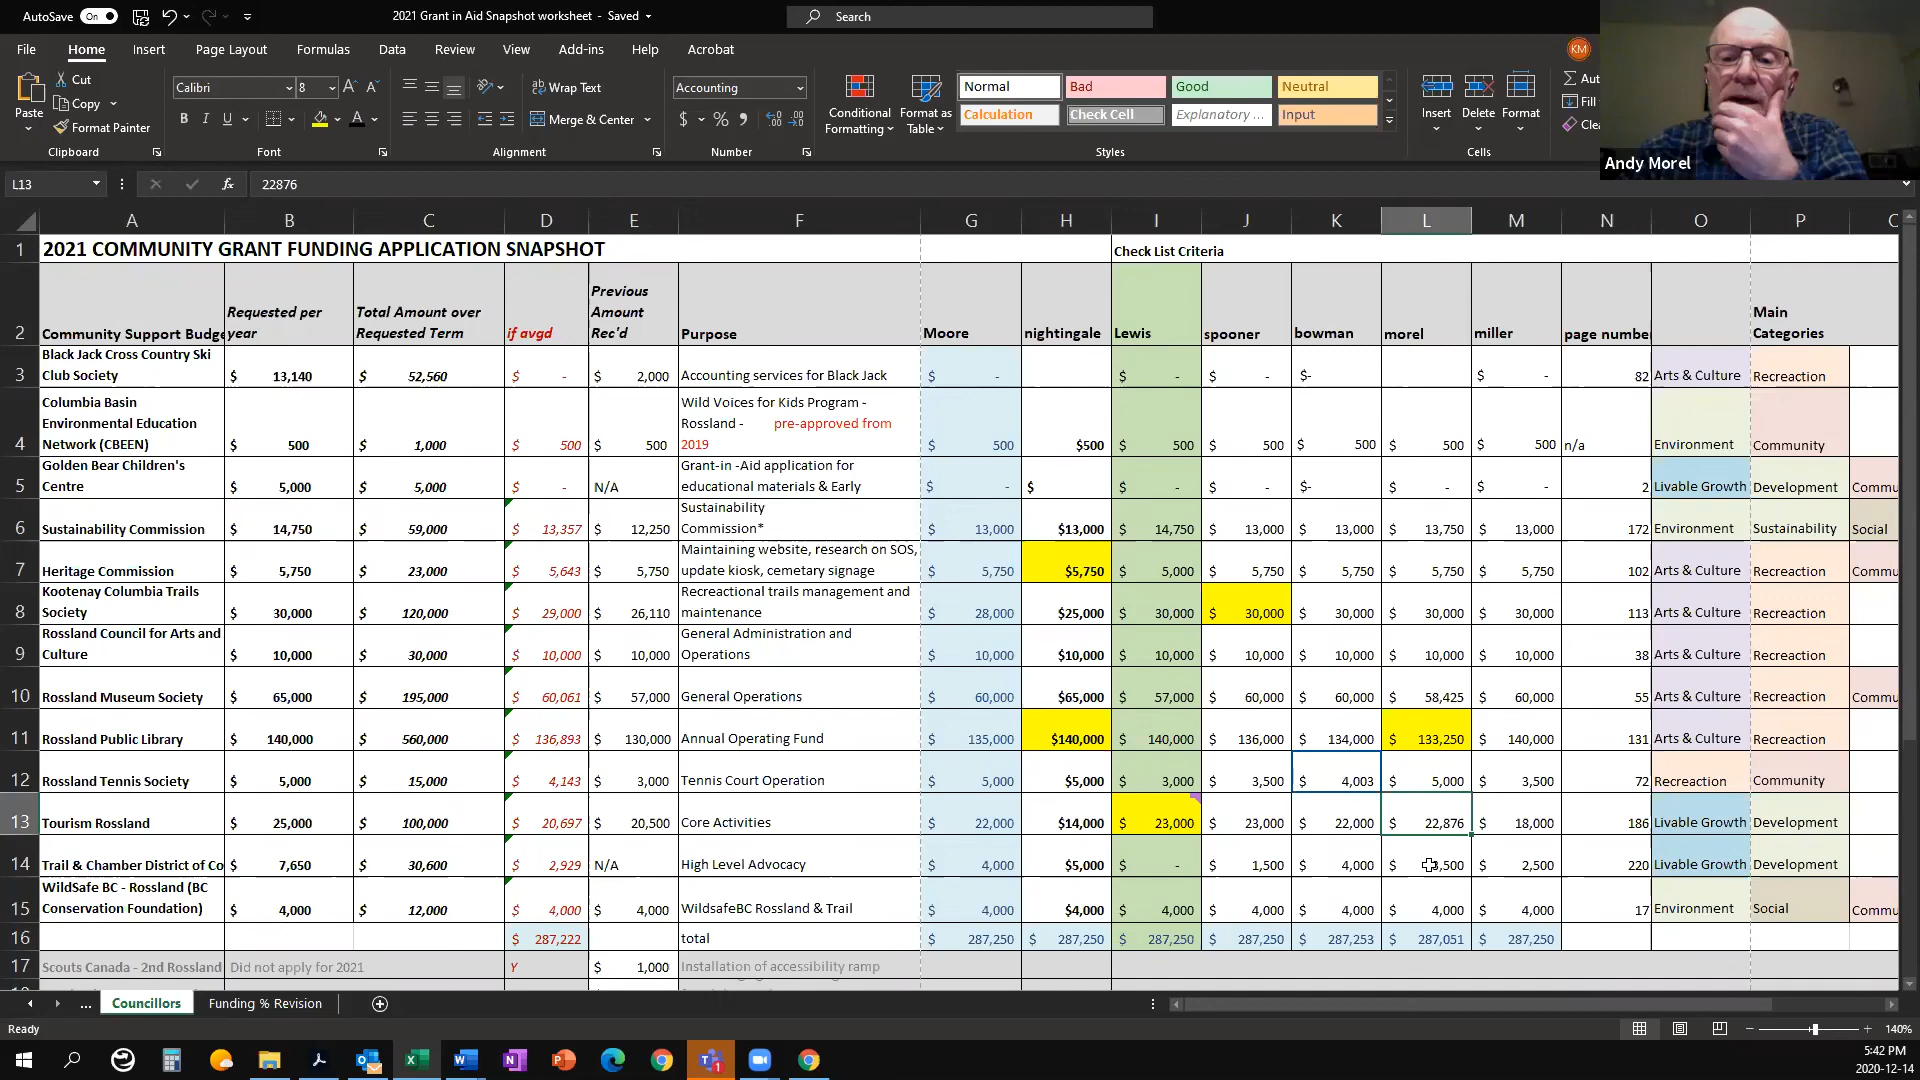 AutoSave On 2021 Grant in Aid Snapshot worksheet - Saved Search
File Home Insert Page Layout Formulas Data Review View Add-ins Help Acrobat KM
Paste Cut Copy Format Painter Clipboard
Calibri 8 B I U A Font
Wrap Text Merge & Center Alignment
Accounting $ % Number
Conditional Formatting Format as Table
Normal Bad Good Neutral
Calculation Check Cell Explanatory ... Input
Styles
Insert Delete Format Cells
Aut
Fill
Clea
Andy Morel
L13 fx 22876
A B C D E F G H I J K L M N O P
1 2021 COMMUNITY GRANT FUNDING APPLICATION SNAPSHOT Check List Criteria
2 Community Support Budge Requested per year Total Amount over Requested Term if avgd Previous Amount Rec'd Purpose Moore nightingale Lewis spooner bowman morel miller page number Main Categories
3 Black Jack Cross Country Ski Club Society $ 13,140 $ 52,560 $ - $ 2,000 Accounting services for Black Jack $ - $ - $ - $- $ - 82 Arts & Culture Recreaction
4 Columbia Basin Environmental Education Network (CBEEN) $ 500 $ 1,000 $ 500 $ 500 Wild Voices for Kids Program - Rossland - pre-approved from 2019 $ 500 $500 $ 500 $ 500 $ 500 $ 500 $ 500 n/a Environment Community
5 Golden Bear Children's Centre $ 5,000 $ 5,000 $ - N/A Grant-in -Aid application for educational materials & Early $ - $ $ - $ - $- $ - $ - 2 Livable Growth Development Commu
6 Sustainability Commission $ 14,750 $ 59,000 $ 13,357 $ 12,250 Sustainability Commission* $ 13,000 $13,000 $ 14,750 $ 13,000 $ 13,000 $ 13,750 $ 13,000 172 Environment Sustainability Social
7 Heritage Commission $ 5,750 $ 23,000 $ 5,643 $ 5,750 Maintaining website, research on SOS, update kiosk, cemetary signage $ 5,750 $5,750 $ 5,000 $ 5,750 $ 5,750 $ 5,750 $ 5,750 102 Arts & Culture Recreaction Commu
8 Kootenay Columbia Trails Society $ 30,000 $ 120,000 $ 29,000 $ 26,110 Recreactional trails management and maintenance $ 28,000 $25,000 $ 30,000 $ 30,000 $ 30,000 $ 30,000 $ 30,000 113 Arts & Culture Recreaction
9 Rossland Council for Arts and Culture $ 10,000 $ 30,000 $ 10,000 $ 10,000 General Administration and Operations $ 10,000 $10,000 $ 10,000 $ 10,000 $ 10,000 $ 10,000 $ 10,000 38 Arts & Culture Recreaction
10 Rossland Museum Society $ 65,000 $ 195,000 $ 60,061 $ 57,000 General Operations $ 60,000 $65,000 $ 57,000 $ 60,000 $ 60,000 $ 58,425 $ 60,000 55 Arts & Culture Recreaction Commu
11 Rossland Public Library $ 140,000 $ 560,000 $ 136,893 $ 130,000 Annual Operating Fund $ 135,000 $140,000 $ 140,000 $ 136,000 $ 134,000 $ 133,250 $ 140,000 131 Arts & Culture Recreaction
12 Rossland Tennis Society $ 5,000 $ 15,000 $ 4,143 $ 3,000 Tennis Court Operation $ 5,000 $5,000 $ 3,000 $ 3,500 $ 4,003 $ 5,000 $ 3,500 72 Recreaction Community
13 Tourism Rossland $ 25,000 $ 100,000 $ 20,697 $ 20,500 Core Activities $ 22,000 $14,000 $ 23,000 $ 23,000 $ 22,000 $ 22,876 $ 18,000 186 Livable Growth Development
14 Trail & Chamber District of Co $ 7,650 $ 30,600 $ 2,929 N/A High Level Advocacy $ 4,000 $5,000 $ - $ 1,500 $ 4,000 $ 3,500 $ 2,500 220 Livable Growth Development
15 WildSafe BC - Rossland (BC Conservation Foundation) $ 4,000 $ 12,000 $ 4,000 $ 4,000 WildsafeBC Rossland & Trail $ 4,000 $4,000 $ 4,000 $ 4,000 $ 4,000 $ 4,000 $ 4,000 17 Environment Social Commu
16 $ 287,222 total $ 287,250 $ 287,250 $ 287,250 $ 287,250 $ 287,253 $ 287,051 $ 287,250
17 Scouts Canada - 2nd Rossland Did not apply for 2021 Y $ 1,000 Installation of accessibility ramp
... Councillors Funding % Revision
Ready 140%
5:42 PM
2020-12-14